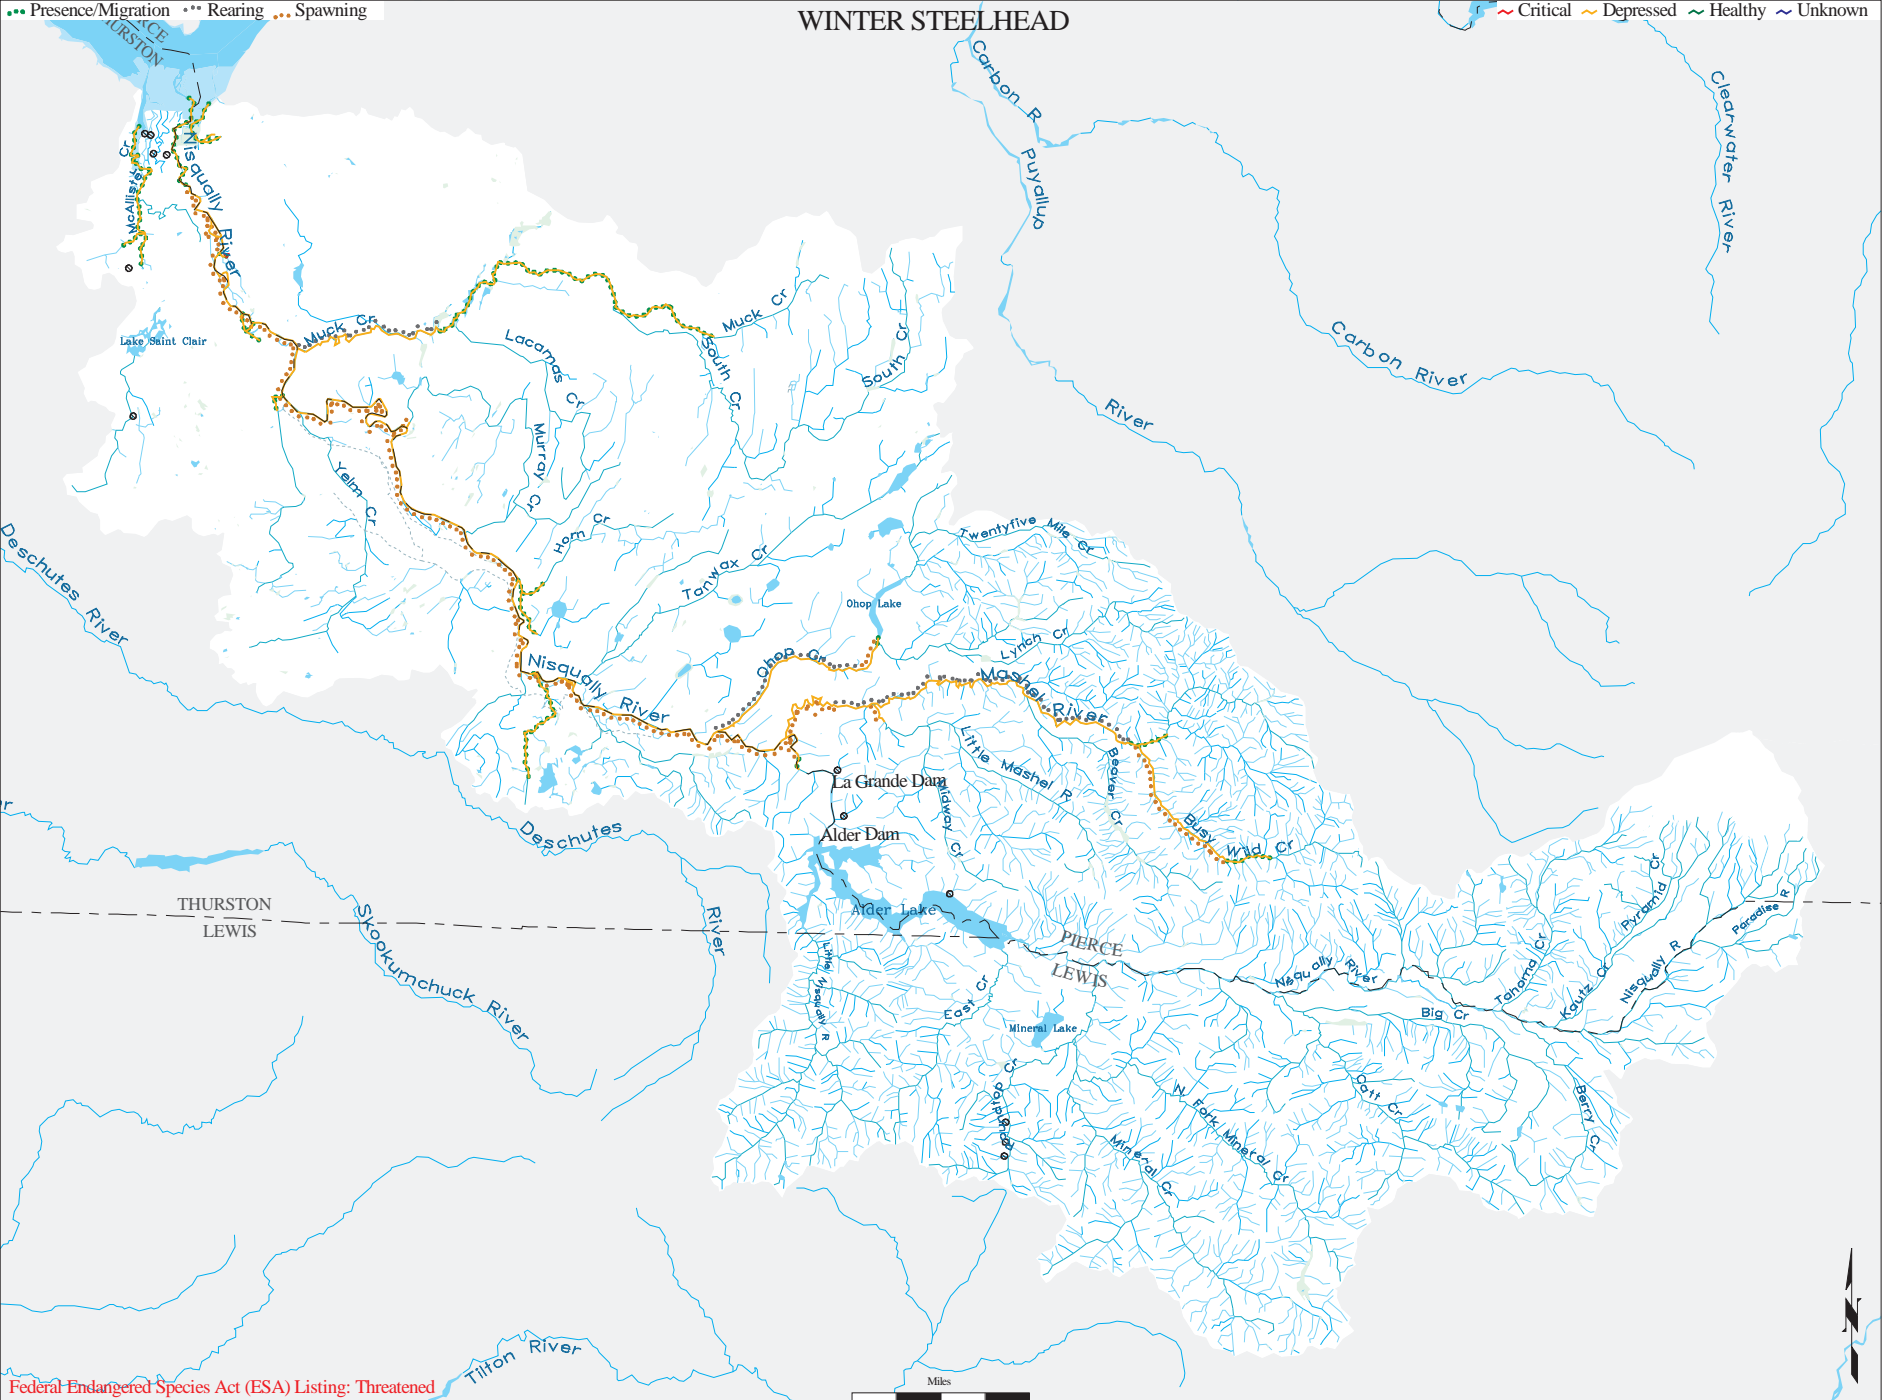 Presence/Migration Rearing Spawning
WINTER STEELHEAD
Critical Depressed Healthy Unknown
THURSTON
Carbon R
Puyallup
River
Clearwater River
Carbon River
McAllister Cr
Nisqually River
Lake Saint Clair
Muck Cr
Muck Cr
Lacamas Cr
South Cr
South Cr
Murray Cr
Yelm Cr
Horn Cr
Tanwax Cr
Twentyfive Mile Cr
Ohop Lake
Lynch Cr
Deschutes River
Nisqually River
Ohop Cr
Mashel River
Little Mashel R
Beaver Cr
Busy Wild Cr
Midway Cr
La Grande Dam
Alder Dam
Deschutes
River
THURSTON
LEWIS
Skookumchuck River
Alder Lake
PIERCE
LEWIS
Little Nisqually R
East Cr
Mineral Lake
Nisqually River
Big Cr
Tahoma Cr
Kautz Cr
Pyramid Cr
Nisqually R
Paradise R
Catt Cr
Berry Cr
N Fork Mineral Cr
Mineral Cr
Tilton River
Federal Endangered Species Act (ESA) Listing: Threatened
Miles
N